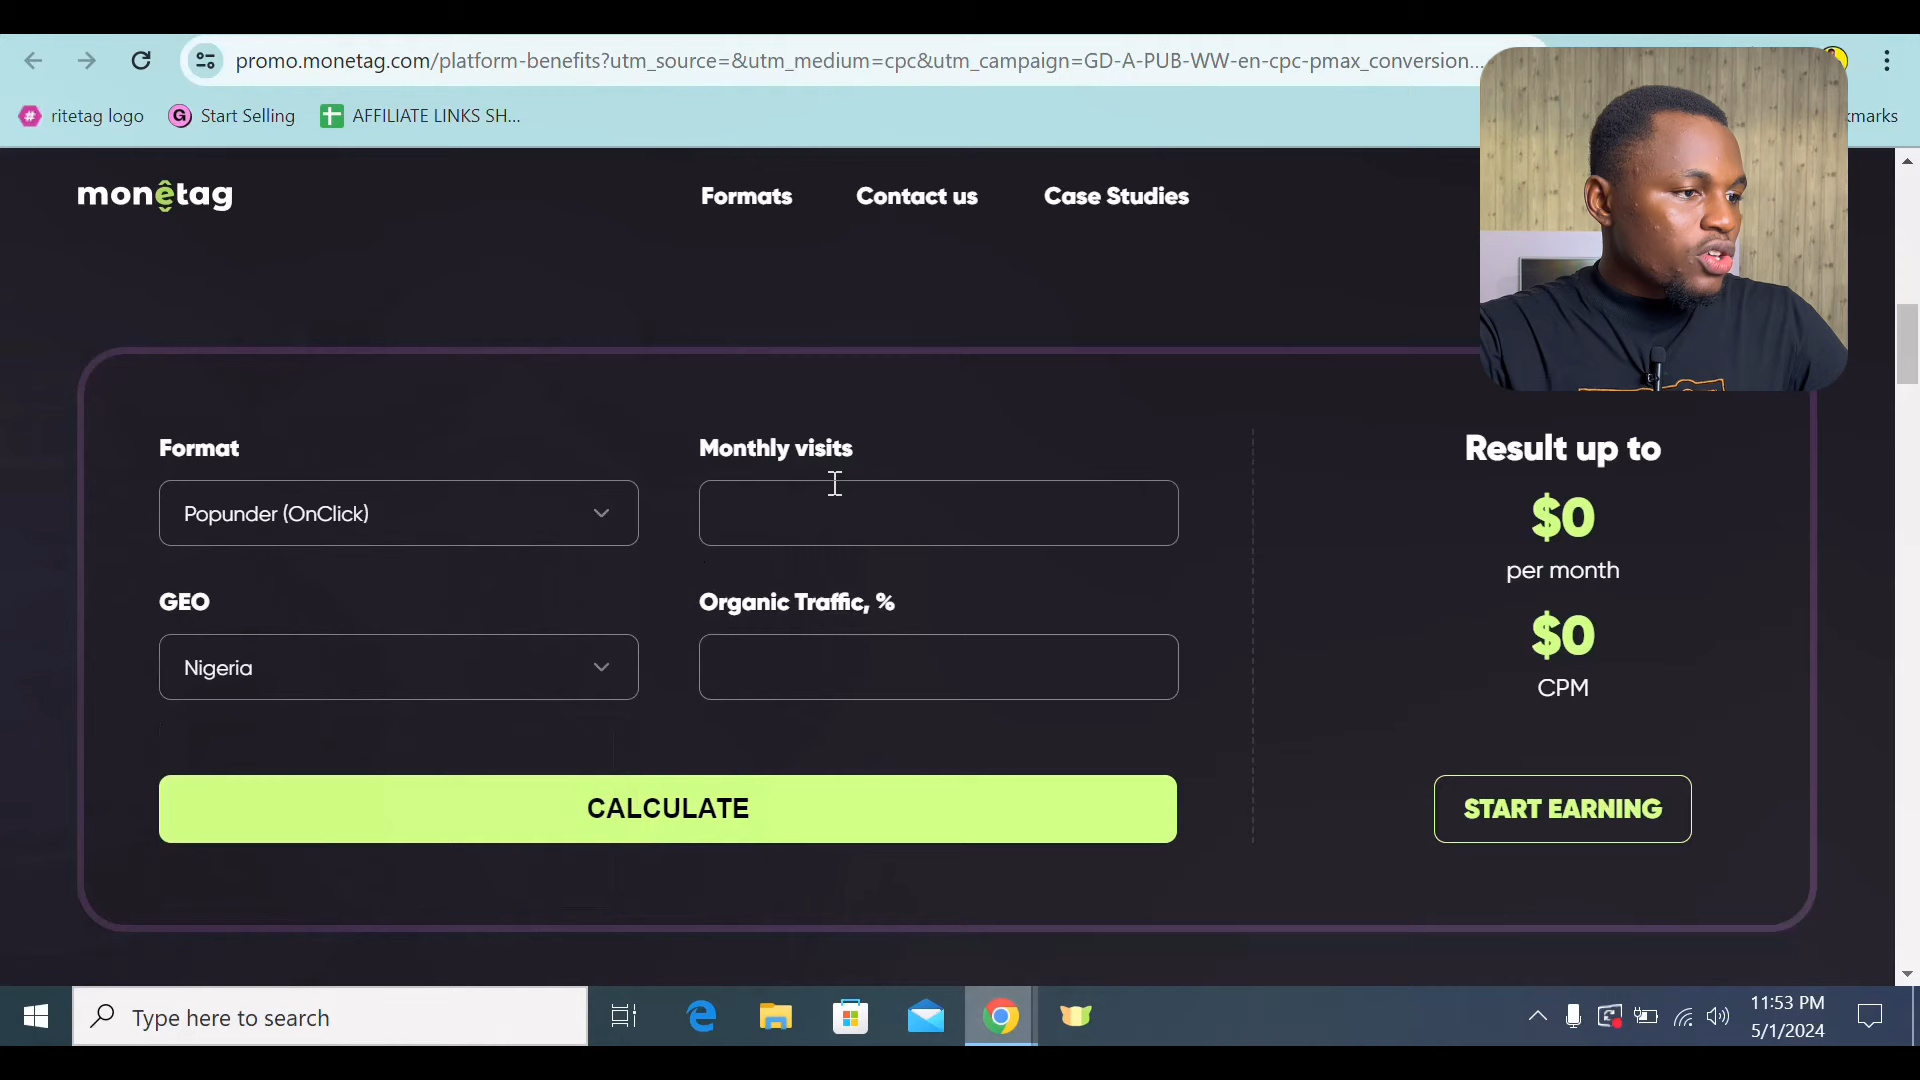 promo.monetag.com/platform-benefits?utm_source=&utm_medium=cpc&utm_campaign=GD-A-PUB-WW-en-cpc-pmax_conversion...
ritetag logo
Start Selling
AFFILIATE LINKS SH...
kmarks
monêtag
Formats
Contact us
Case Studies
Format
Monthly visits
Result up to
Popunder (OnClick)
$0
per month
GEO
Organic Traffic, %
$0
CPM
Nigeria
CALCULATE
START EARNING
Type here to search
11:53 PM
5/1/2024